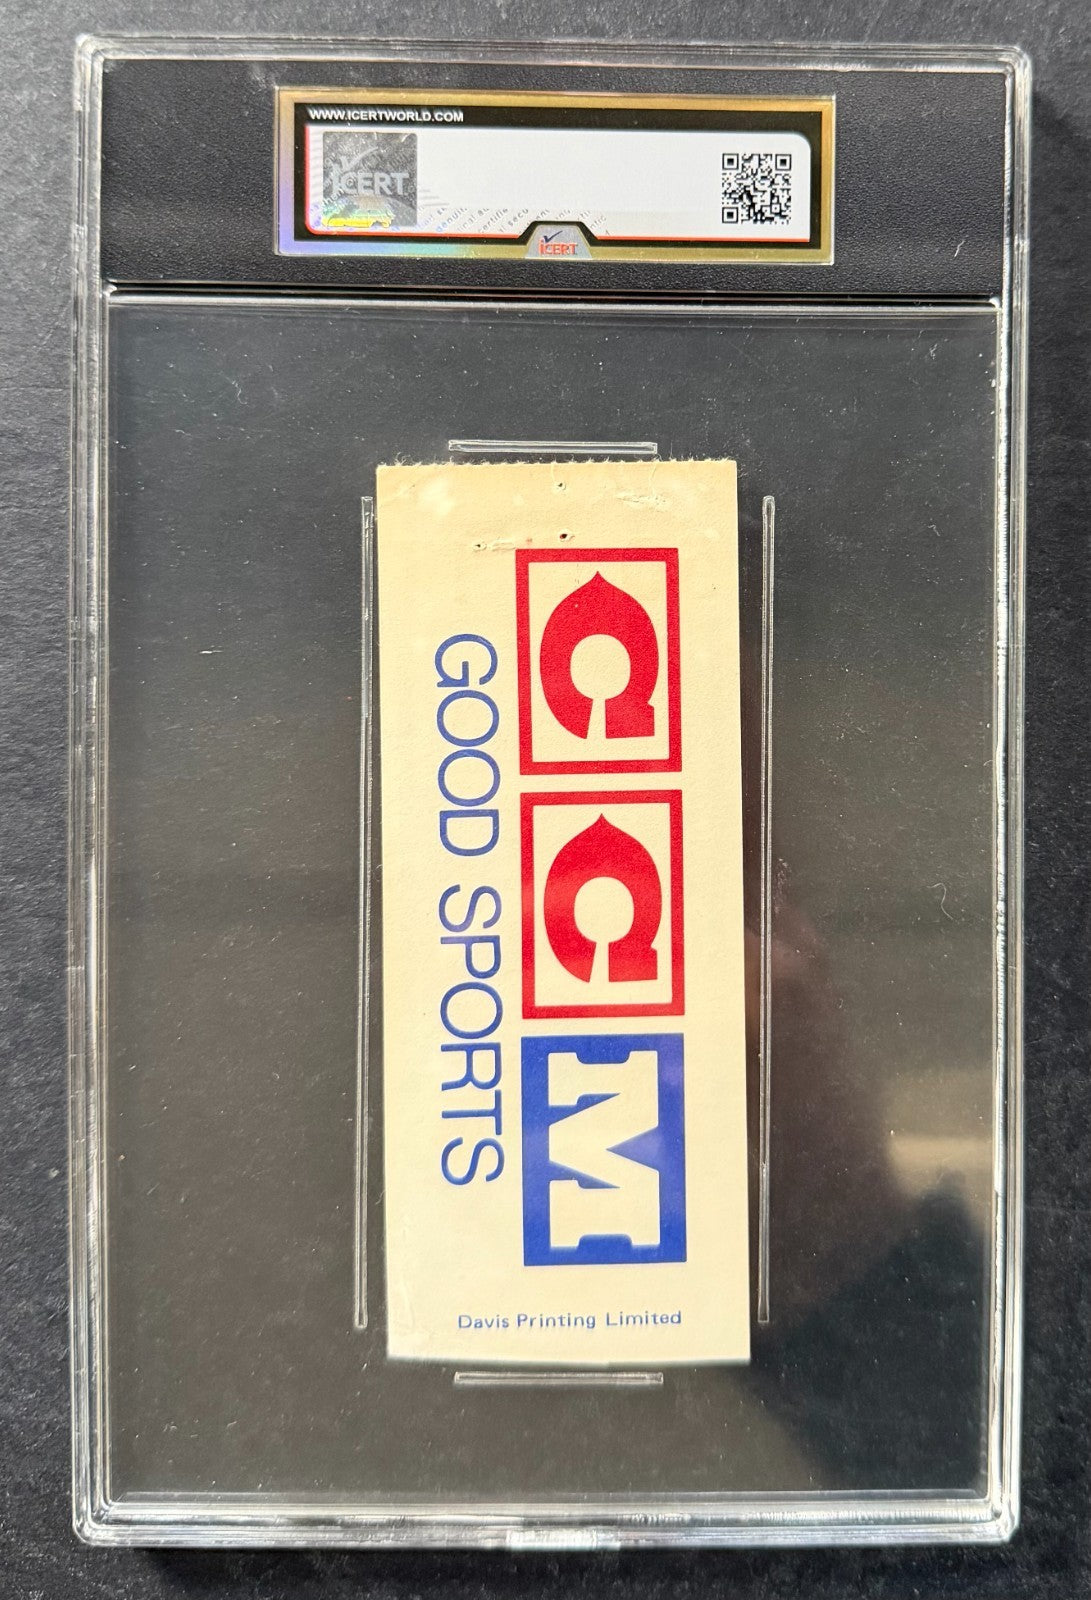 WWW.ICERTWORLD.COM
iCERT
iCERT
CCM
GOOD SPORTS
Davis Printing Limited